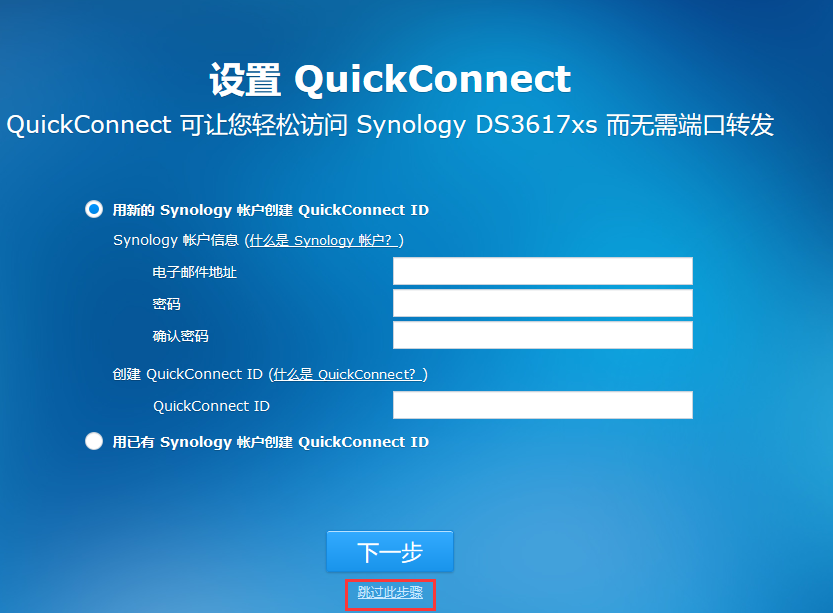 设置 QuickConnect
QuickConnect 可让您轻松访问 Synology DS3617xs 而无需端口转发
用新的 Synology 帐户创建 QuickConnect ID
Synology 帐户信息 (什么是 Synology 帐户? )
电子邮件地址
密码
确认密码
创建 QuickConnect ID (什么是 QuickConnect? )
QuickConnect ID
用已有 Synology 帐户创建 QuickConnect ID
下一步
跳过此步骤